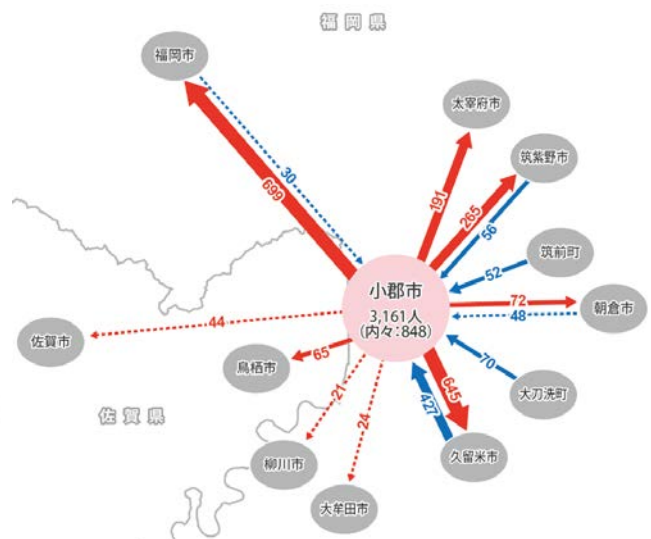 福岡県
福岡市
太宰府市
筑紫野市
30
699
191
265
56
筑前町
52
小郡市
3,161人
(内々:848)
72
48
朝倉市
44
佐賀市
鳥栖市
65
70
大刀洗町
佐賀県
21
24
427
645
久留米市
柳川市
大牟田市